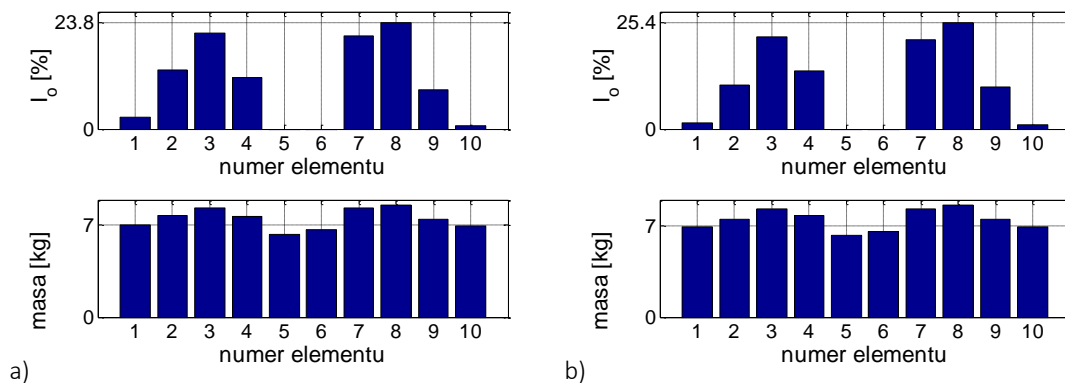 23.8
I_o [%]
0
1 2 3 4 5 6 7 8 9 10
numer elementu
7
masa [kg]
0
1 2 3 4 5 6 7 8 9 10
numer elementu
a)
25.4
I_o [%]
0
1 2 3 4 5 6 7 8 9 10
numer elementu
7
masa [kg]
0
1 2 3 4 5 6 7 8 9 10
numer elementu
b)